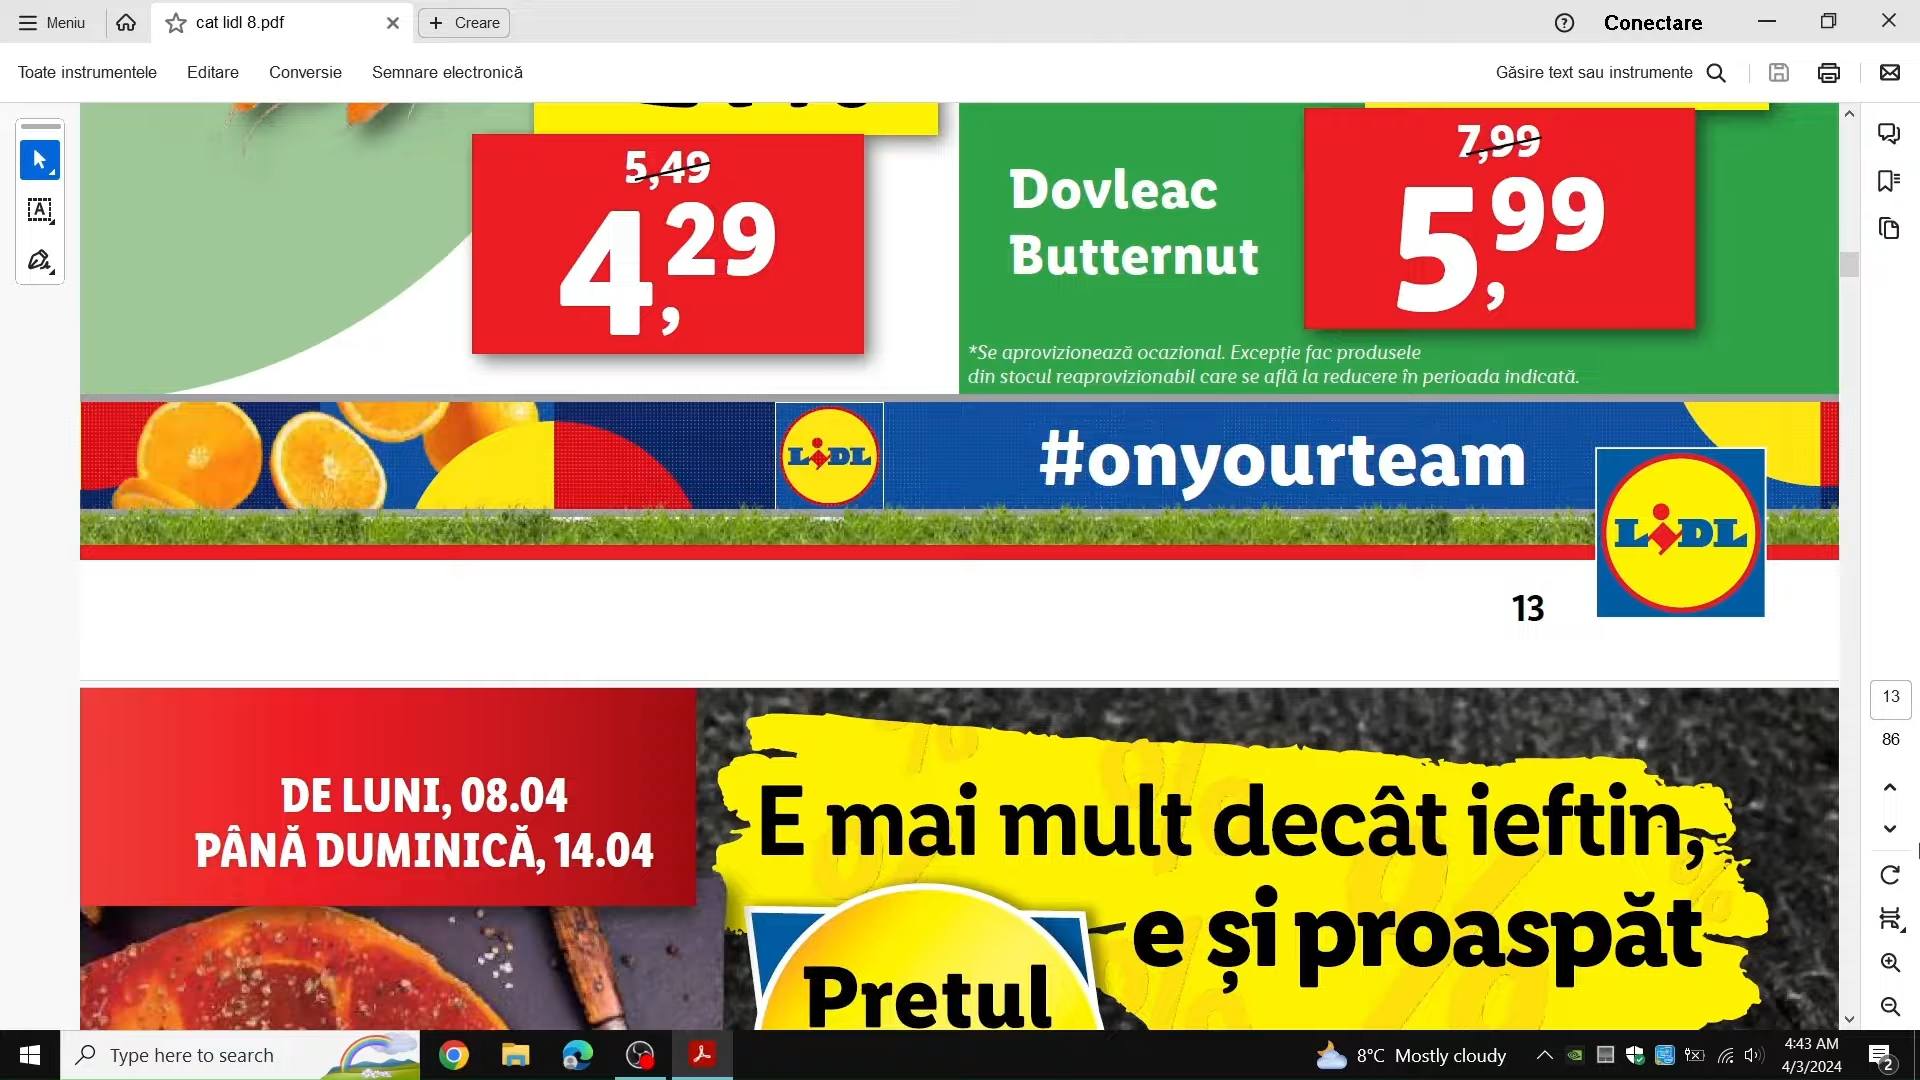 Meniu
cat lidl 8.pdf
Creare
Conectare
Toate instrumentele
Editare
Conversie
Semnare electronică
Găsire text sau instrumente
5,49
4,29
Dovleac
Butternut
7,99
5,99
*Se aprovizionează ocazional. Excepție fac produsele
din stocul reaprovizionabil care se află la reducere în perioada indicată.
LIDL
#onyourteam
LIDL
13
DE LUNI, 08.04
PÂNĂ DUMINICĂ, 14.04
E mai mult decât ieftin,
e și proaspăt
Prețul
13
86
Type here to search
8°C Mostly cloudy
4:43 AM
4/3/2024
2